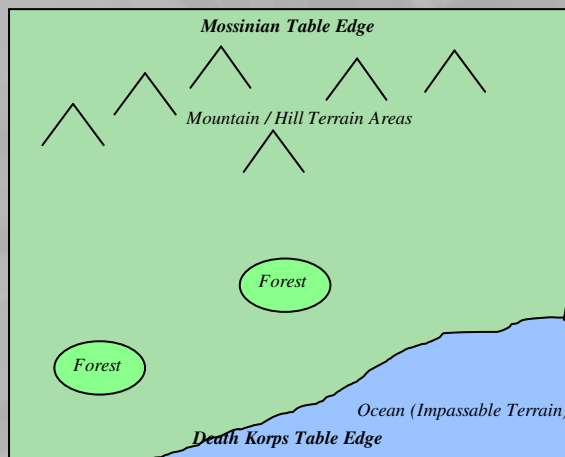 Mossinian Table Edge
Mountain / Hill Terrain Areas
Forest
Forest
Ocean (Impassable Terrain)
Death Korps Table Edge